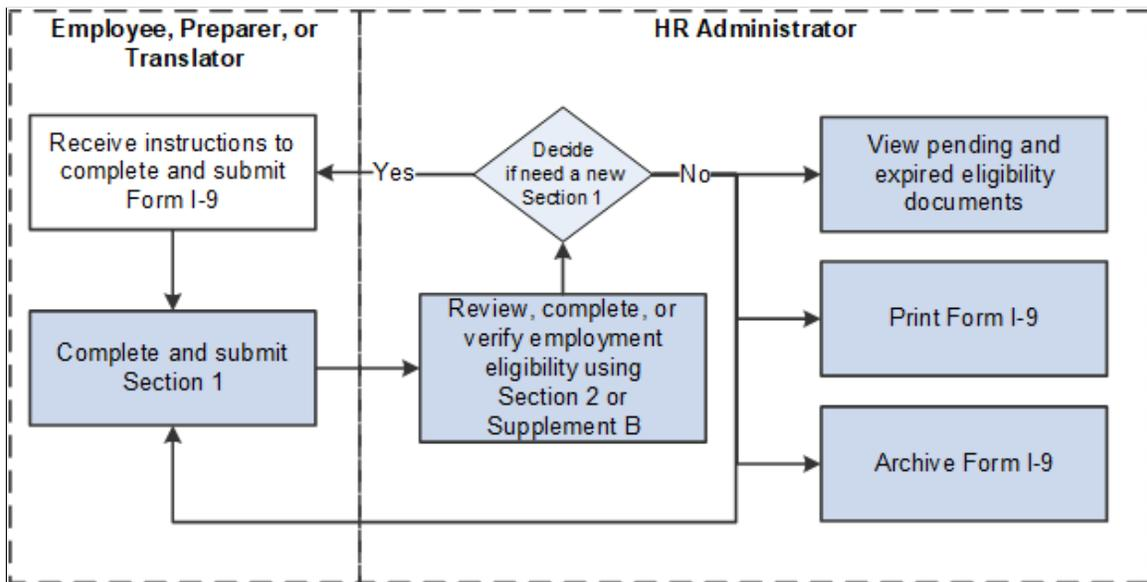 Employee, Preparer, or
Translator
HR Administrator
Receive instructions to
complete and submit
Form I-9
Yes
Decide
if need a new
Section 1
No
View pending and
expired eligibility
documents
Complete and submit
Section 1
Review, complete, or
verify employment
eligibility using
Section 2 or
Supplement B
Print Form I-9
Archive Form I-9